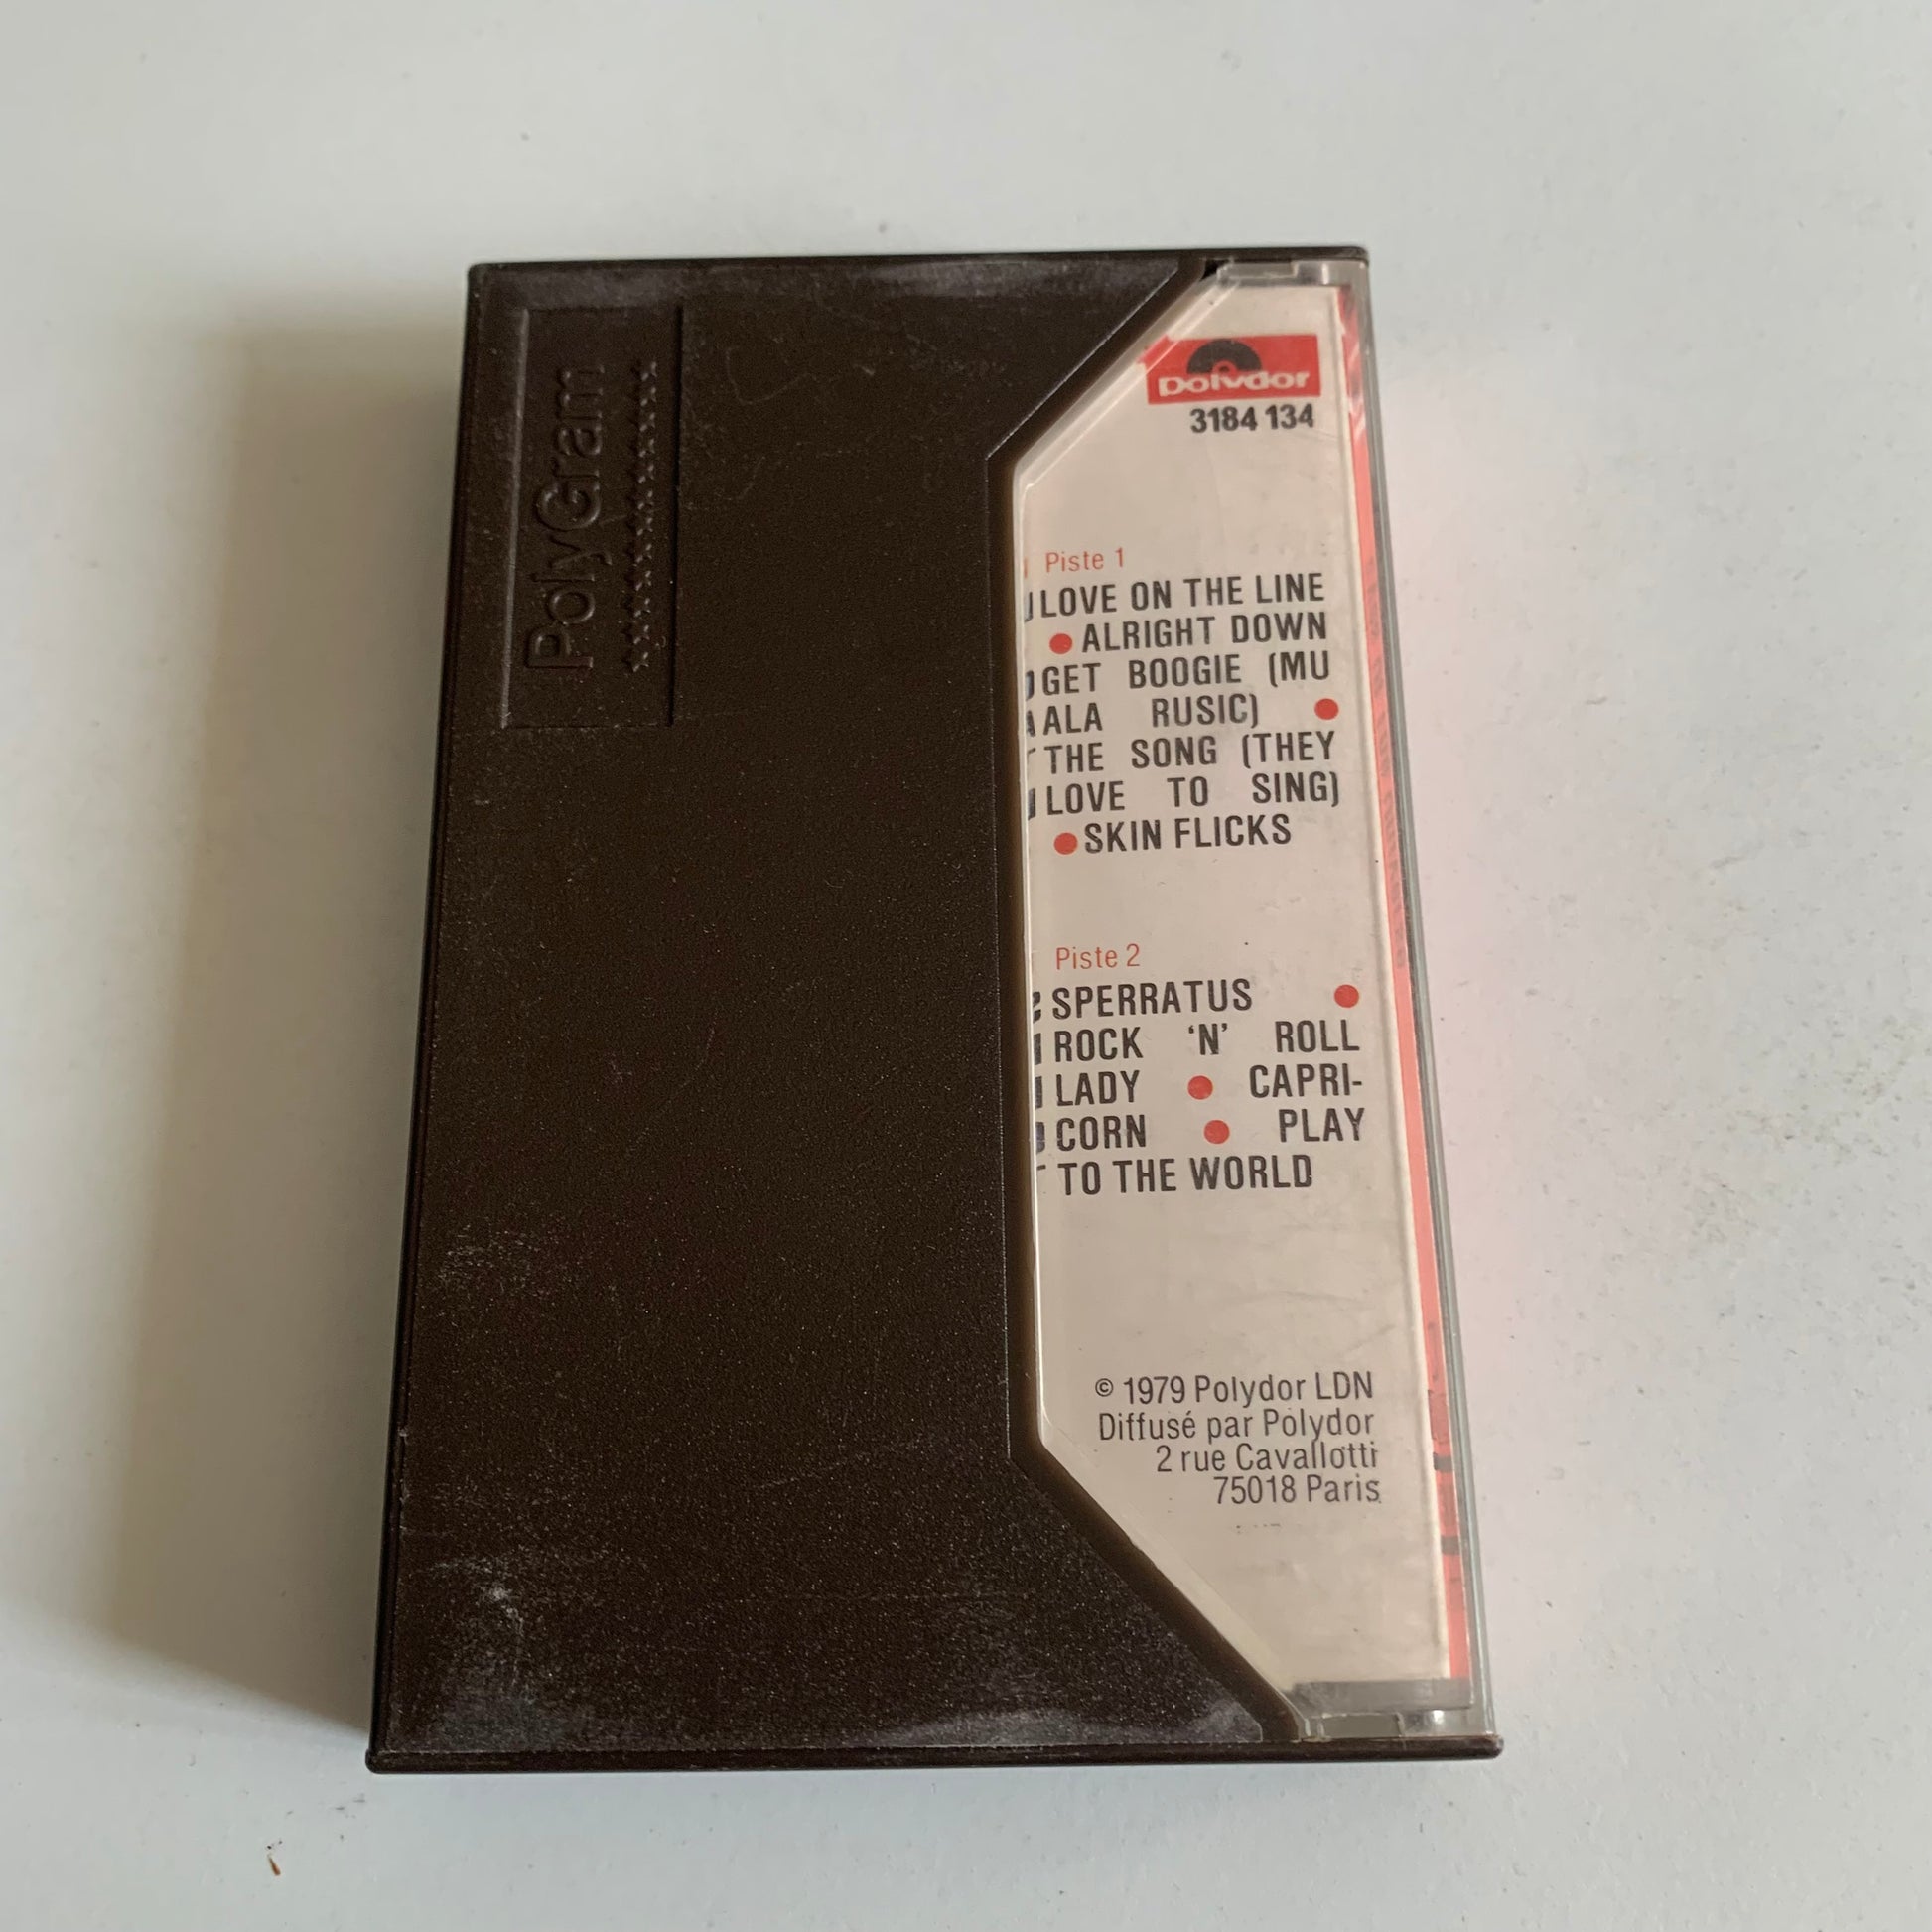 PolyGram
Polydor
3184 134
Piste 1
LOVE ON THE LINE
● ALRIGHT DOWN
GET BOOGIE (MU
ALA RUSIC) ●
THE SONG (THEY
LOVE TO SING)
● SKIN FLICKS
Piste 2
SPERRATUS ●
ROCK 'N' ROLL
LADY ● CAPRI-
CORN ● PLAY
TO THE WORLD
© 1979 Polydor LDN
Diffusé par Polydor
2 rue Cavallotti
75018 Paris